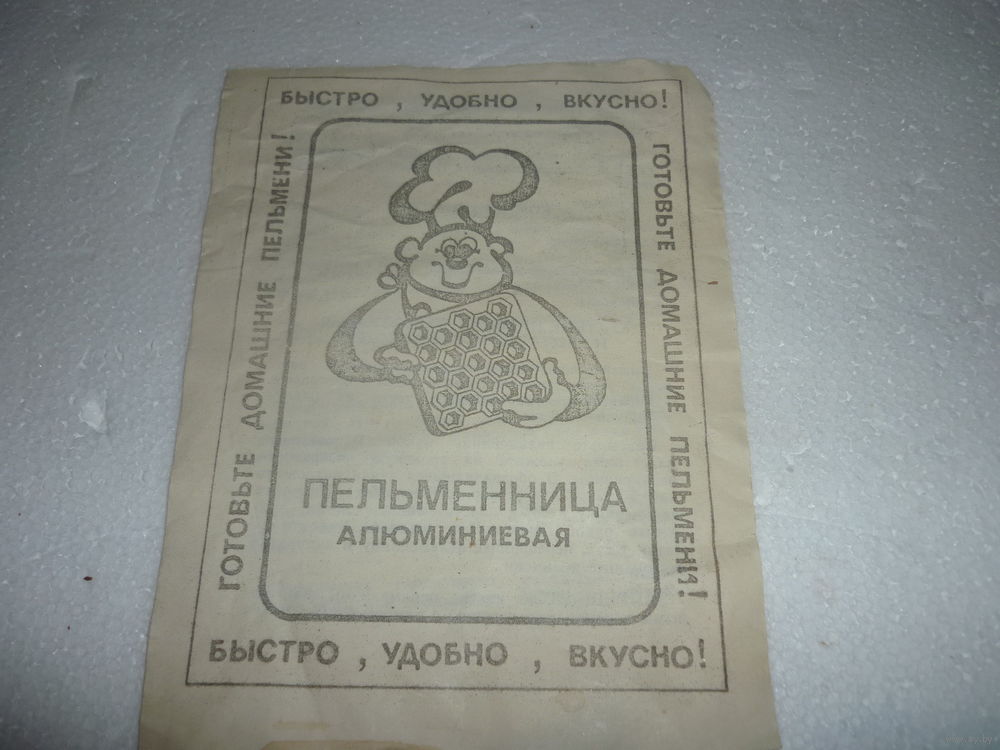 БЫСТРО , УДОБНО , ВКУСНО!
ГОТОВЬТЕ ДОМАШНИЕ ПЕЛЬМЕНИ!
ГОТОВЬТЕ ДОМАШНИЕ ПЕЛЬМЕНИ!
ПЕЛЬМЕННИЦА
АЛЮМИНИЕВАЯ
БЫСТРО , УДОБНО , ВКУСНО!